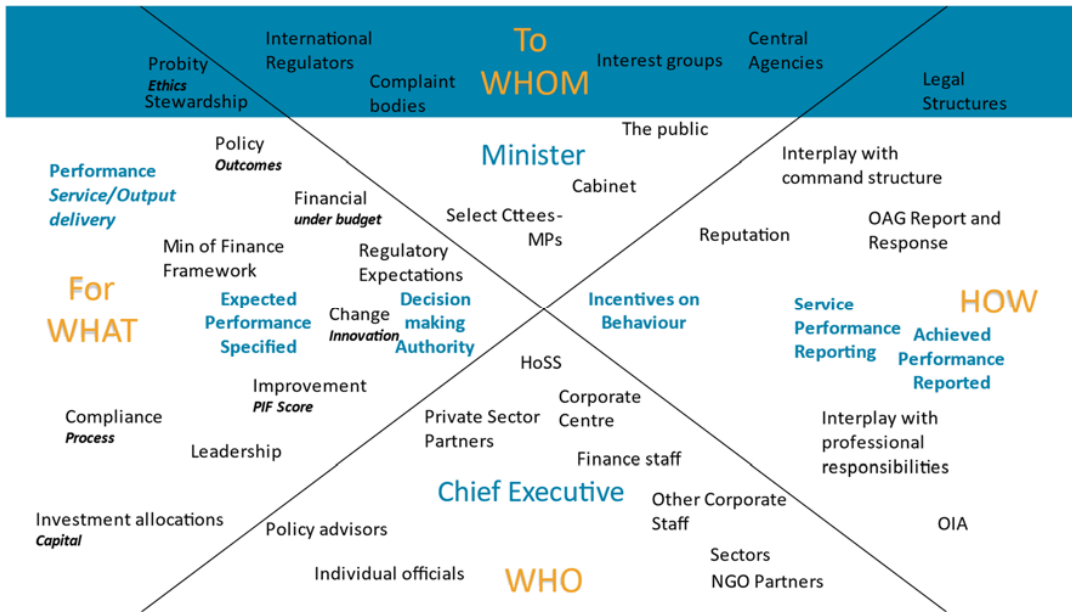 To
WHOM
International
Regulators
Complaint
bodies
Interest groups
Central
Agencies
Probity
Ethics
Stewardship
Legal
Structures
The public
Minister
Cabinet
Select Cttees-
MPs
Policy
Outcomes
Performance
Service/Output
delivery
Financial
under budget
Min of Finance
Framework
Regulatory
Expectations
For
WHAT
Expected
Performance
Specified
Change
Innovation
Decision
making
Authority
Improvement
PIF Score
Compliance
Process
Leadership
Investment allocations
Capital
Interplay with
command structure
Reputation
OAG Report and
Response
Incentives on
Behaviour
HOW
Service
Performance
Reporting
Achieved
Performance
Reported
Interplay with
professional
responsibilities
OIA
HoSS
Corporate
Centre
Private Sector
Partners
Finance staff
Chief Executive
Other Corporate
Staff
Policy advisors
Individual officials
WHO
Sectors
NGO Partners